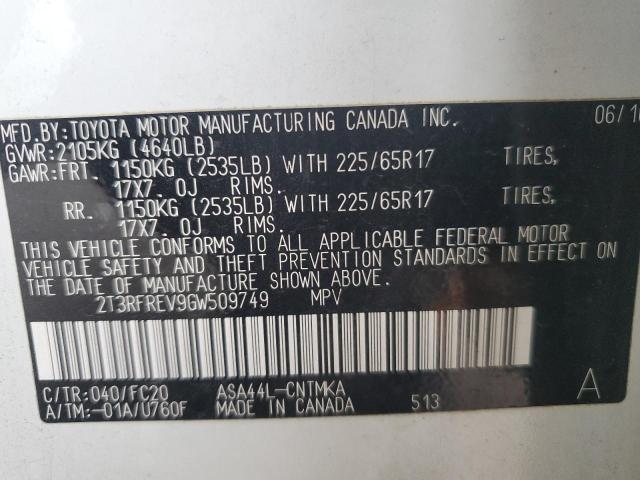 MFD.BY:TOYOTA MOTOR MANUFACTURING CANADA INC. 06/1
GVWR:2105KG (4640LB)
GAWR:FRT. 1150KG (2535LB) WITH 225/65R17 TIRES,
17X7.0J RIMS.
RR. 1150KG (2535LB) WITH 225/65R17 TIRES,
17X7.0J RIMS.
THIS VEHICLE CONFORMS TO ALL APPLICABLE FEDERAL MOTOR
VEHICLE SAFETY AND THEFT PREVENTION STANDARDS IN EFFECT ON
THE DATE OF MANUFACTURE SHOWN ABOVE.
2T3RFREV9GW509749 MPV
C/TR:040/FC20 ASA44L-CNTMKA A
A/TM:-01A/U760F MADE IN CANADA 513